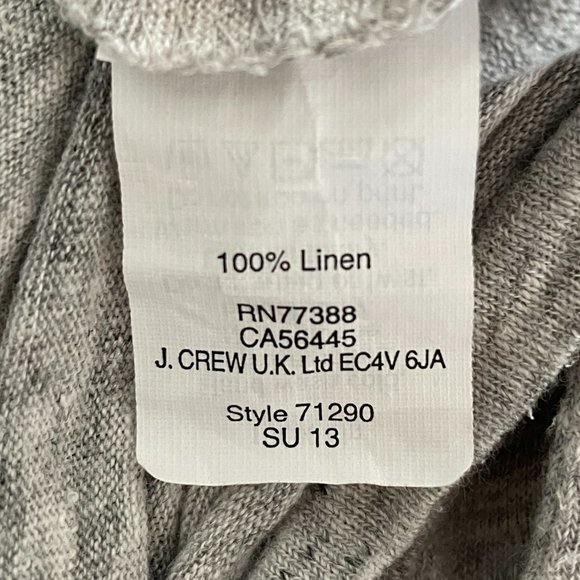 100% Linen
RN77388
CA56445
J. CREW U.K. Ltd EC4V 6JA
Style 71290
SU 13